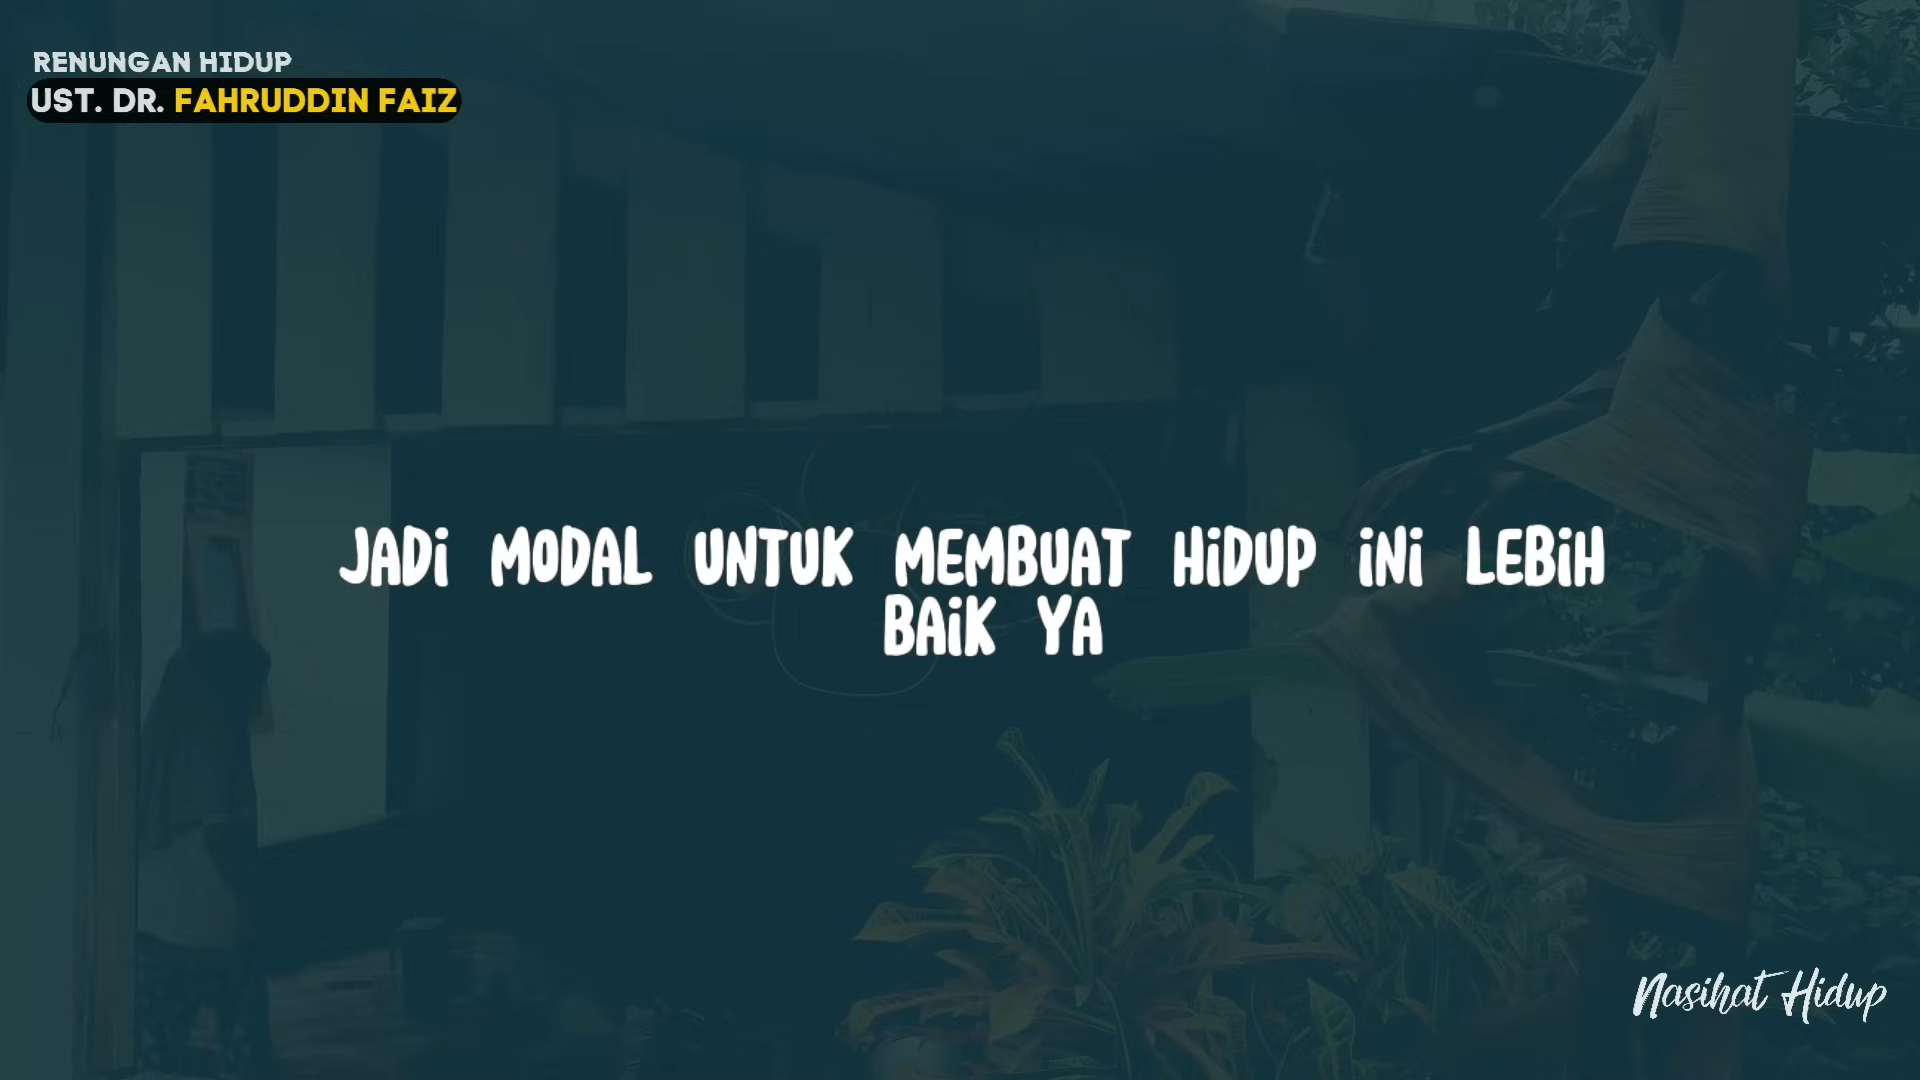 RENUNGAN HIDUP
UST. DR. FAHRUDDIN FAIZ
JADI MODAL UNTUK MEMBUAT HIDUP INI LEBIH
BAIK YA
Nasihat Hidup